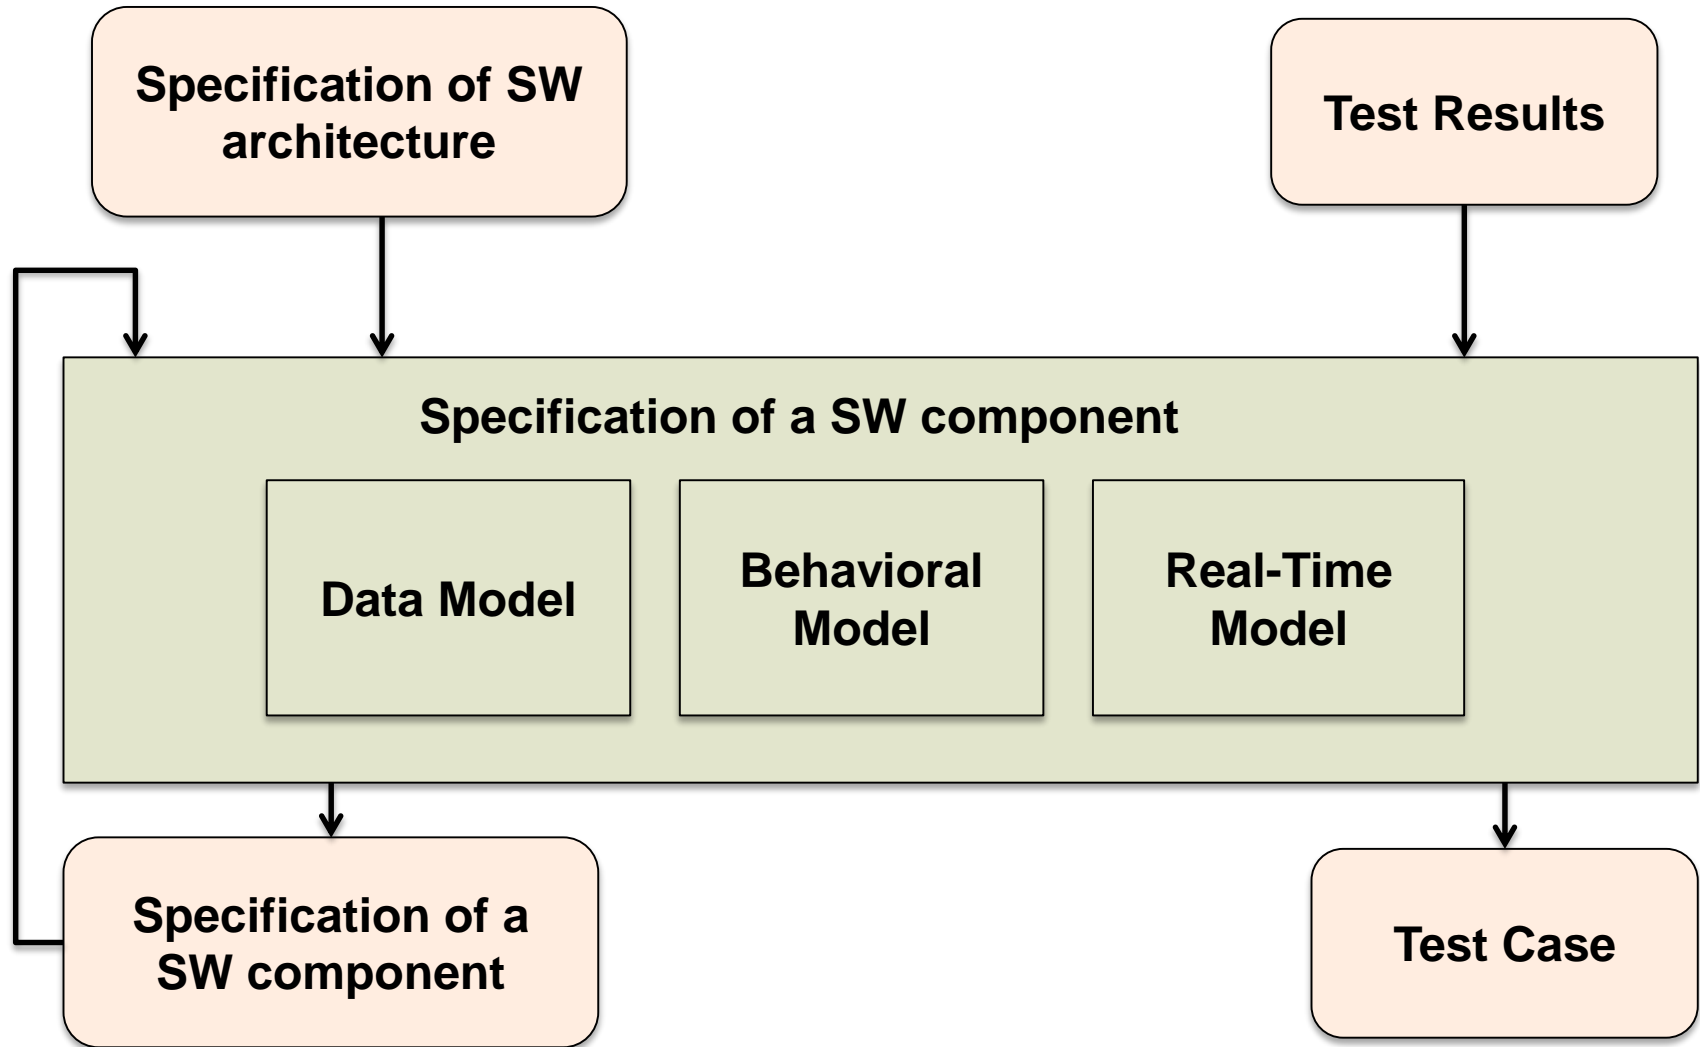 Specification of SW
architecture
Test Results
Specification of a SW component
Data Model
Behavioral
Model
Real-Time
Model
Specification of a
SW component
Test Case